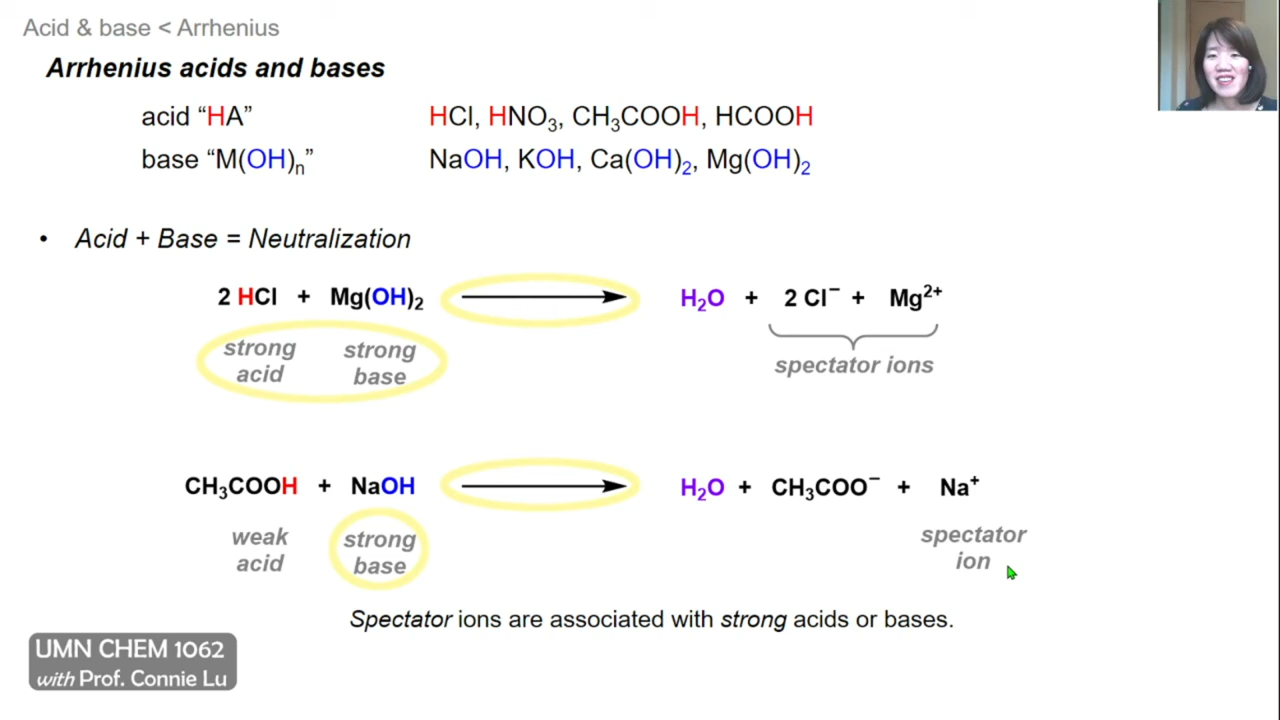 Acid & base < Arrhenius
Arrhenius acids and bases
acid “HA” HCl, HNO₃, CH₃COOH, HCOOH
base “M(OH)ₙ” NaOH, KOH, Ca(OH)₂, Mg(OH)₂
• Acid + Base = Neutralization
2 HCl + Mg(OH)₂ ⟶ H₂O + 2 Cl⁻ + Mg²⁺
strong acid
strong base
spectator ions
CH₃COOH + NaOH ⟶ H₂O + CH₃COO⁻ + Na⁺
weak acid
strong base
spectator ion
Spectator ions are associated with strong acids or bases.
UMN CHEM 1062
with Prof. Connie Lu